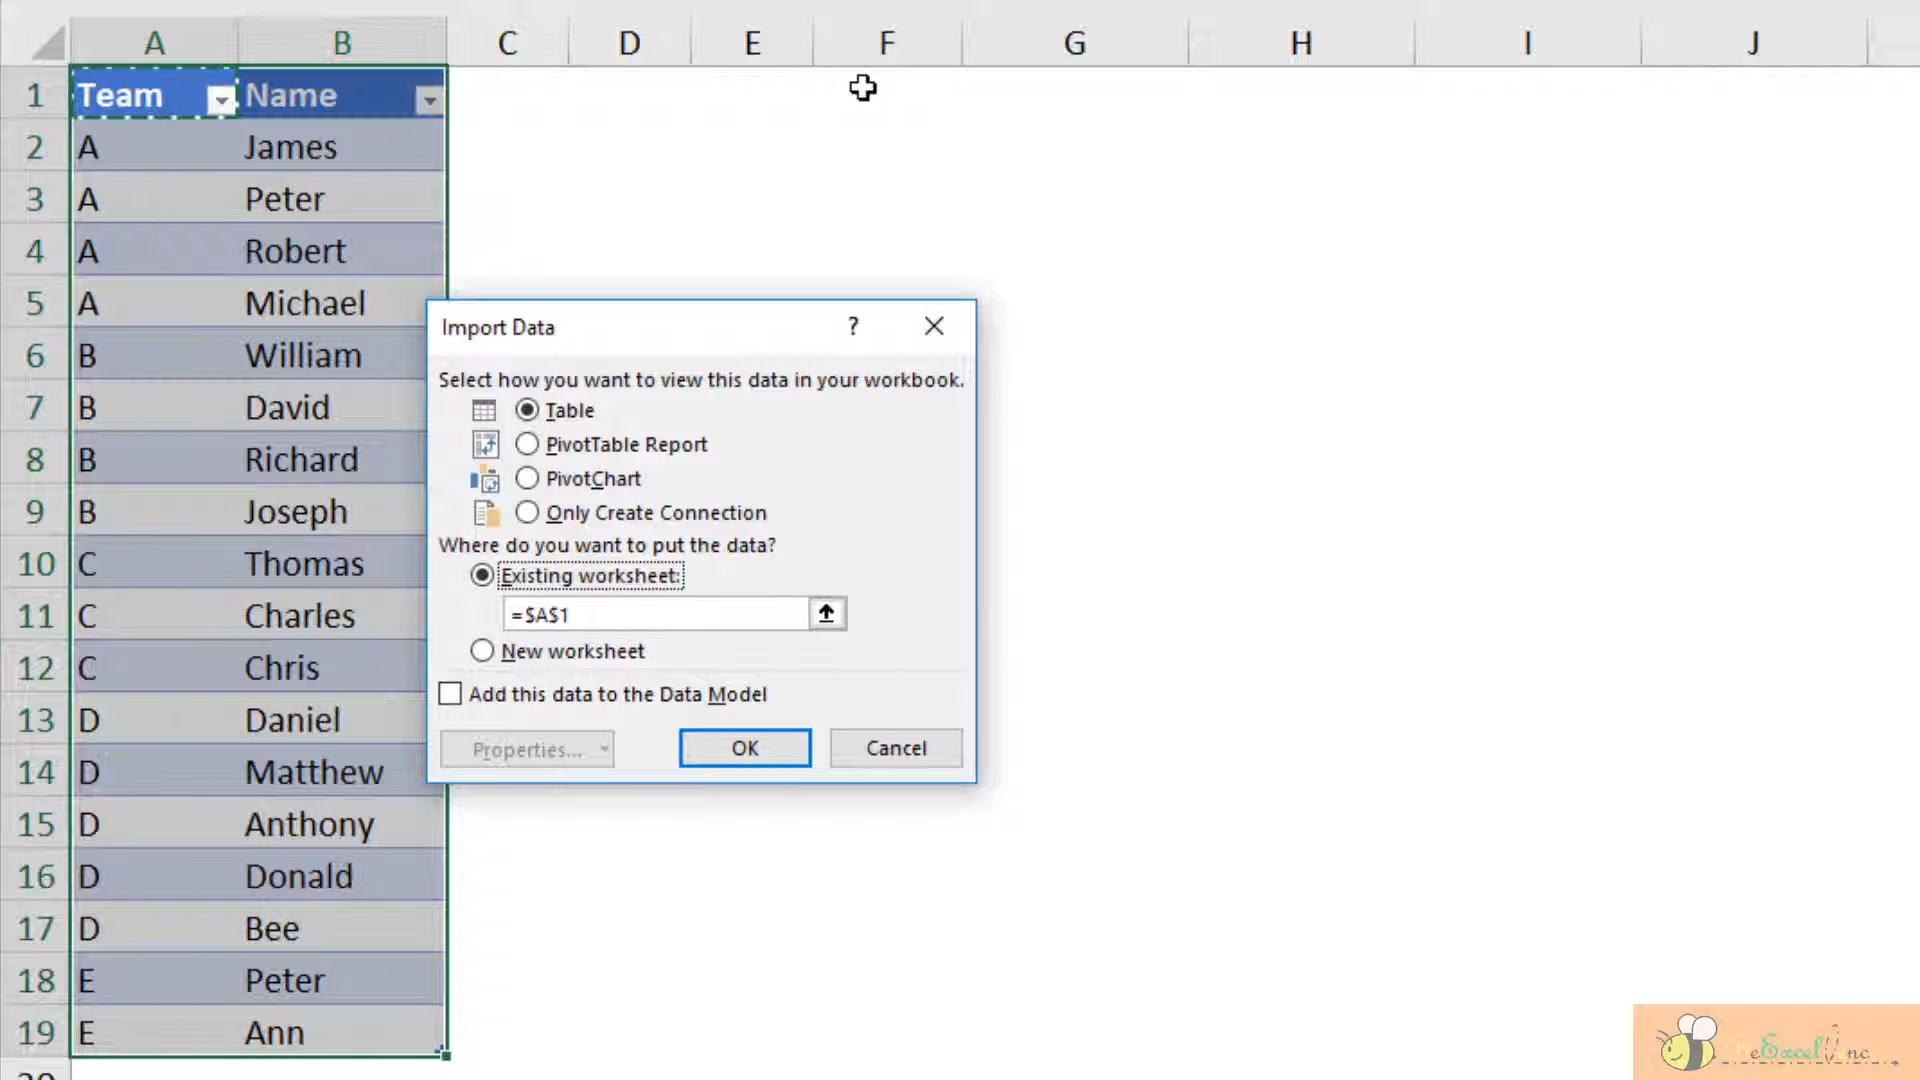 A B C D E F G H I J
1 Team Name
2 A James
3 A Peter
4 A Robert
5 A Michael
6 B William
7 B David
8 B Richard
9 B Joseph
10 C Thomas
11 C Charles
12 C Chris
13 D Daniel
14 D Matthew
15 D Anthony
16 D Donald
17 D Bee
18 E Peter
19 E Ann
Import Data ?
Select how you want to view this data in your workbook.
Table
PivotTable Report
PivotChart
Only Create Connection
Where do you want to put the data?
Existing worksheet:
=$A$1
New worksheet
Add this data to the Data Model
Properties... OK Cancel